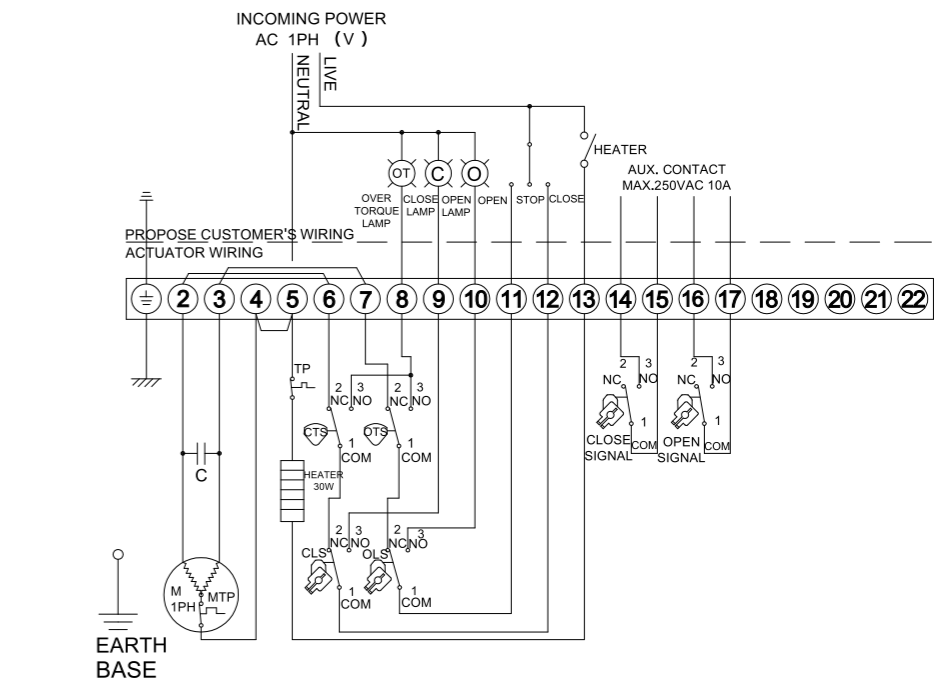 INCOMING POWER
AC 1PH (V)
NEUTRAL
LIVE
HEATER
OT
C
O
AUX. CONTACT
MAX.250VAC 10A
OVER
TORQUE
LAMP
CLOSE
LAMP
OPEN
LAMP
OPEN
STOP
CLOSE
PROPOSE CUSTOMER'S WIRING
ACTUATOR WIRING
2 3 4 5 6 7 8 9 10 11 12 13 14 15 16 17 18 19 20 21 22
TP
2
NC
3
NO
2
NC
3
NO
CTS
OTS
1
COM
1
COM
2
NC
3
NO
CLOSE
SIGNAL
1
COM
2
NC
3
NO
OPEN
SIGNAL
1
COM
C
HEATER
30W
2
NC
3
NO
2
NC
3
NO
CLS
OLS
1
COM
1
COM
M
1PH
MTP
EARTH
BASE